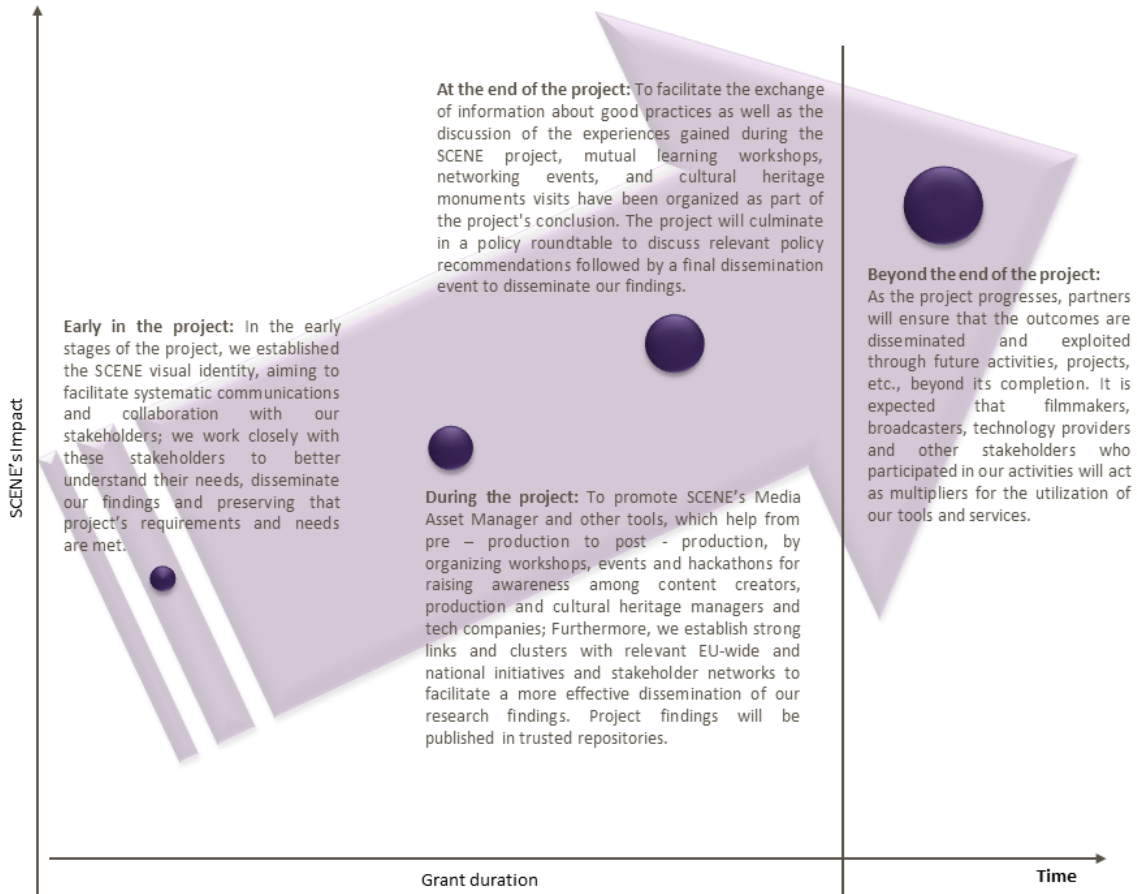 SCENE's Impact
At the end of the project: To facilitate the exchange
of information about good practices as well as the
discussion of the experiences gained during the
SCENE project, mutual learning workshops,
networking events, and cultural heritage
monuments visits have been organized as part of
the project's conclusion. The project will culminate
in a policy roundtable to discuss relevant policy
recommendations followed by a final dissemination
event to disseminate our findings.
Early in the project: In the early
stages of the project, we established
the SCENE visual identity, aiming to
facilitate systematic communications
and collaboration with our
stakeholders; we work closely with
these stakeholders to better
understand their needs, disseminate
our findings and preserving that
project's requirements and needs
are met.
Beyond the end of the project:
As the project progresses, partners
will ensure that the outcomes are
disseminated and exploited
through future activities, projects,
etc., beyond its completion. It is
expected that filmmakers,
broadcasters, technology providers
and other stakeholders who
participated in our activities will act
as multipliers for the utilization of
our tools and services.
During the project: To promote SCENE's Media
Asset Manager and other tools, which help from
pre – production to post - production, by
organizing workshops, events and hackathons for
raising awareness among content creators,
production and cultural heritage managers and
tech companies; Furthermore, we establish strong
links and clusters with relevant EU-wide and
national initiatives and stakeholder networks to
facilitate a more effective dissemination of our
research findings. Project findings will be
published in trusted repositories.
Grant duration
Time